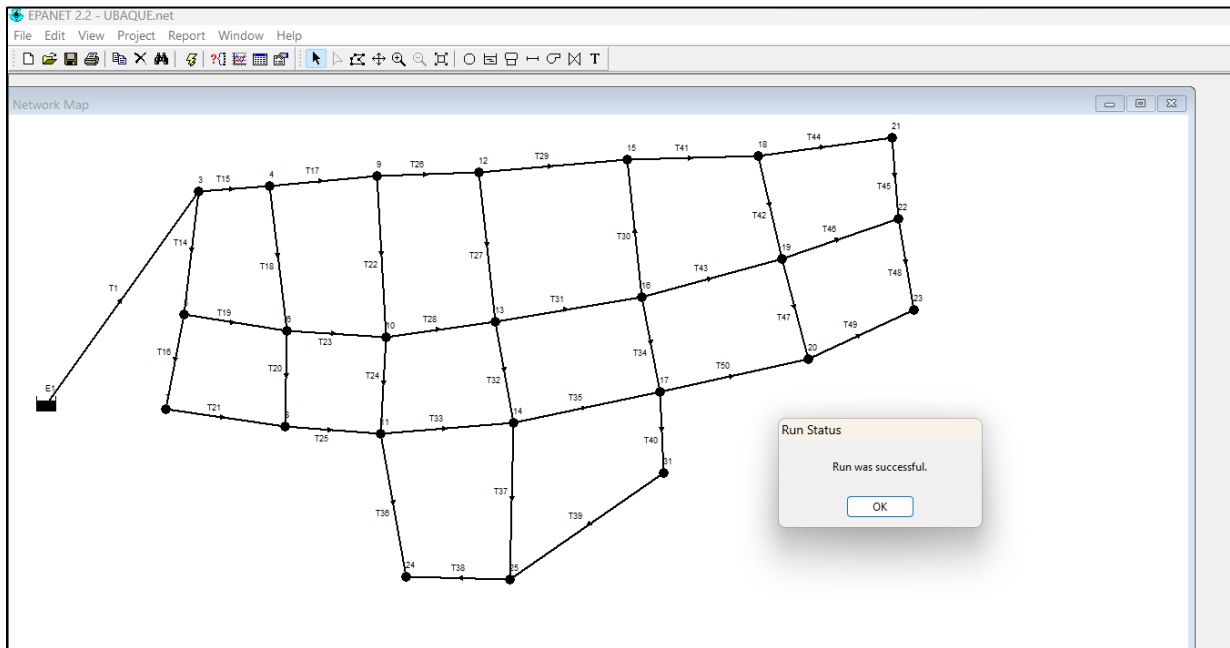 EPANET 2.2 - UBAQUE.net
File Edit View Project Report Window Help
T
Network Map
21
T44
18
15
T41
12
T29
9
T26
4
T17
3
T15
T45
22
T42
T46
T14
T18
T22
T27
T30
19
T48
16
T43
T1
T31
13
23
T19
6
10
T28
T23
T47
T49
20
T16
T20
T24
T32
T34
T50
17
E1
T21
T35
14
T33
11
T25
T40
T37
31
T36
T39
24
T38
25
Run Status
Run was successful.
OK